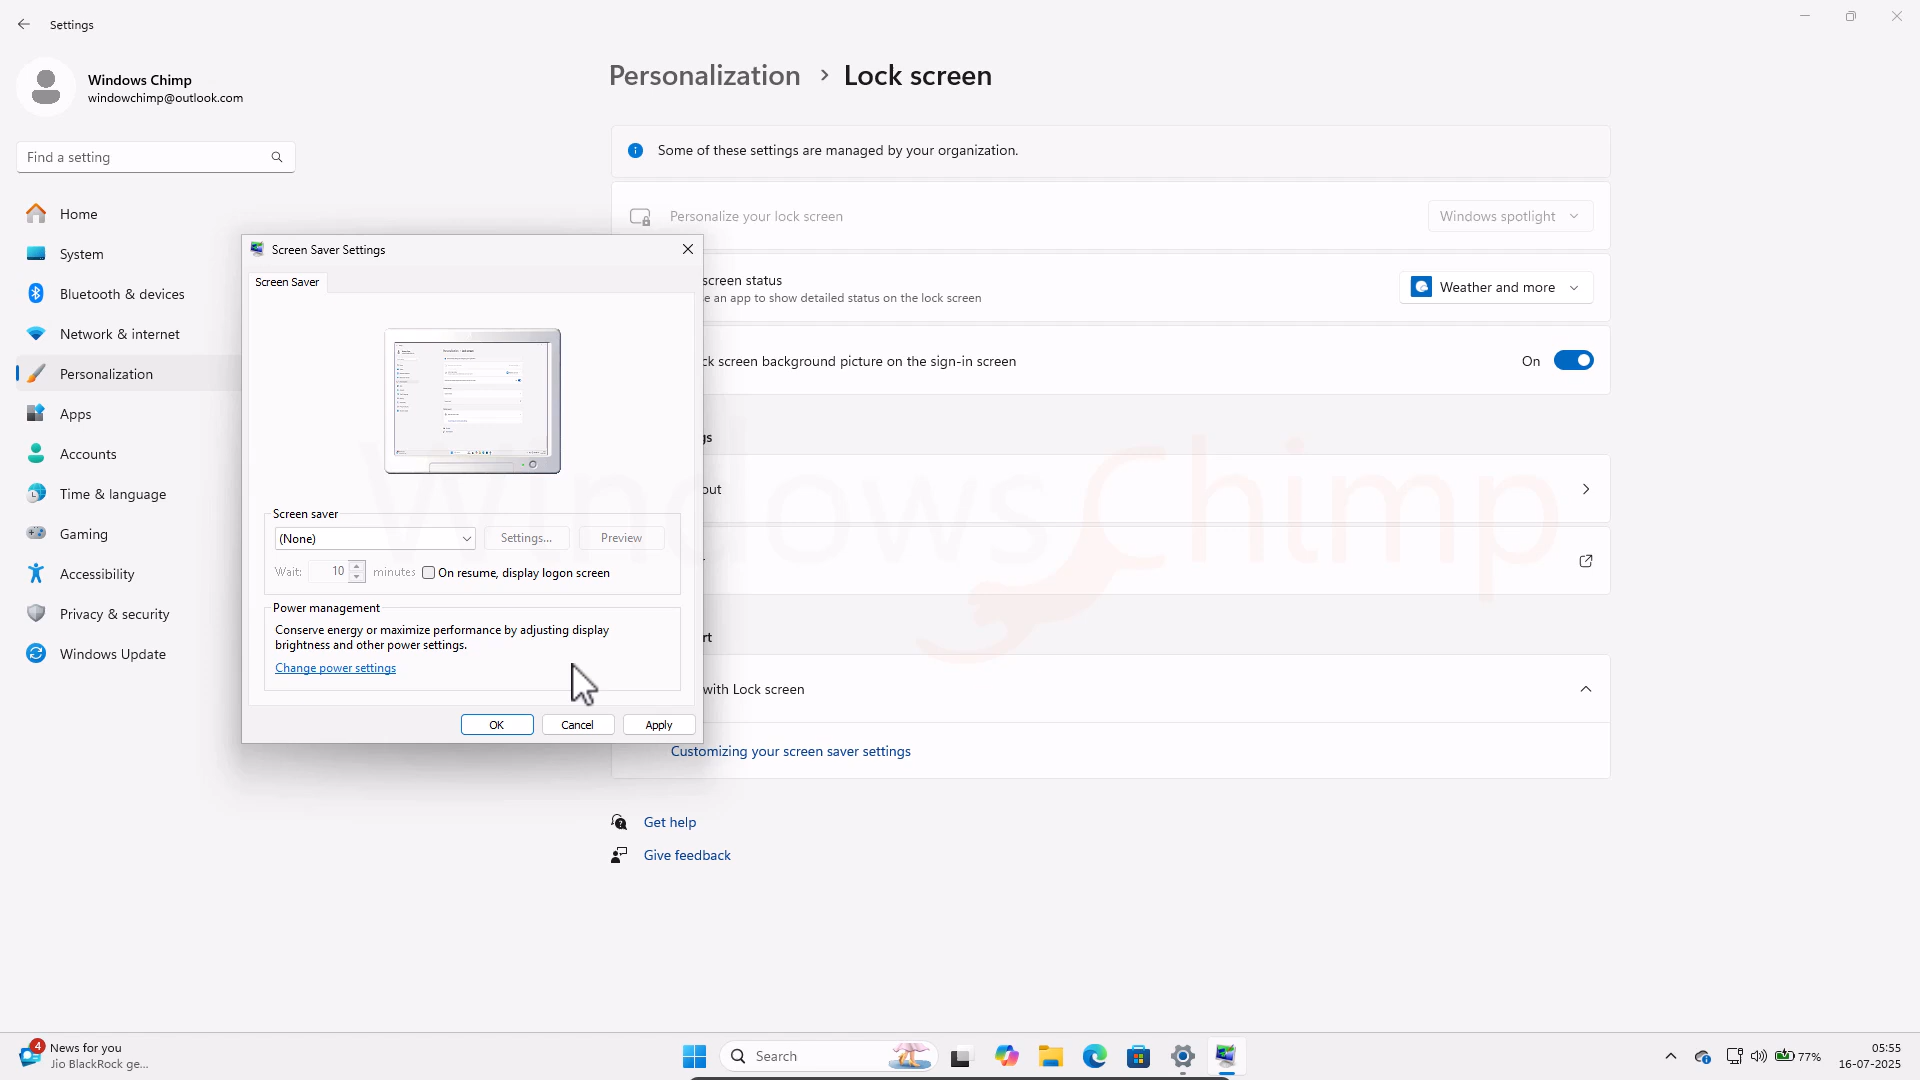 Settings
Windows Chimp
windowchimp@outlook.com
Find a setting
Home
System
Bluetooth & devices
Network & internet
Personalization
Apps
Accounts
Time & language
Gaming
Accessibility
Privacy & security
Windows Update
Personalization > Lock screen
Some of these settings are managed by your organization.
Personalize your lock screen
Windows spotlight
screen status
an app to show detailed status on the lock screen
Weather and more
screen background picture on the sign-in screen
On
with Lock screen
Customizing your screen saver settings
Get help
Give feedback
Screen Saver Settings
Screen Saver
Screen saver
(None)
Settings...
Preview
Wait: 10 minutes
On resume, display logon screen
Power management
Conserve energy or maximize performance by adjusting display
brightness and other power settings.
Change power settings
OK
Cancel
Apply
WindowsChimp
4
News for you
Jio BlackRock ge...
Search
77%
05:55
16-07-2025